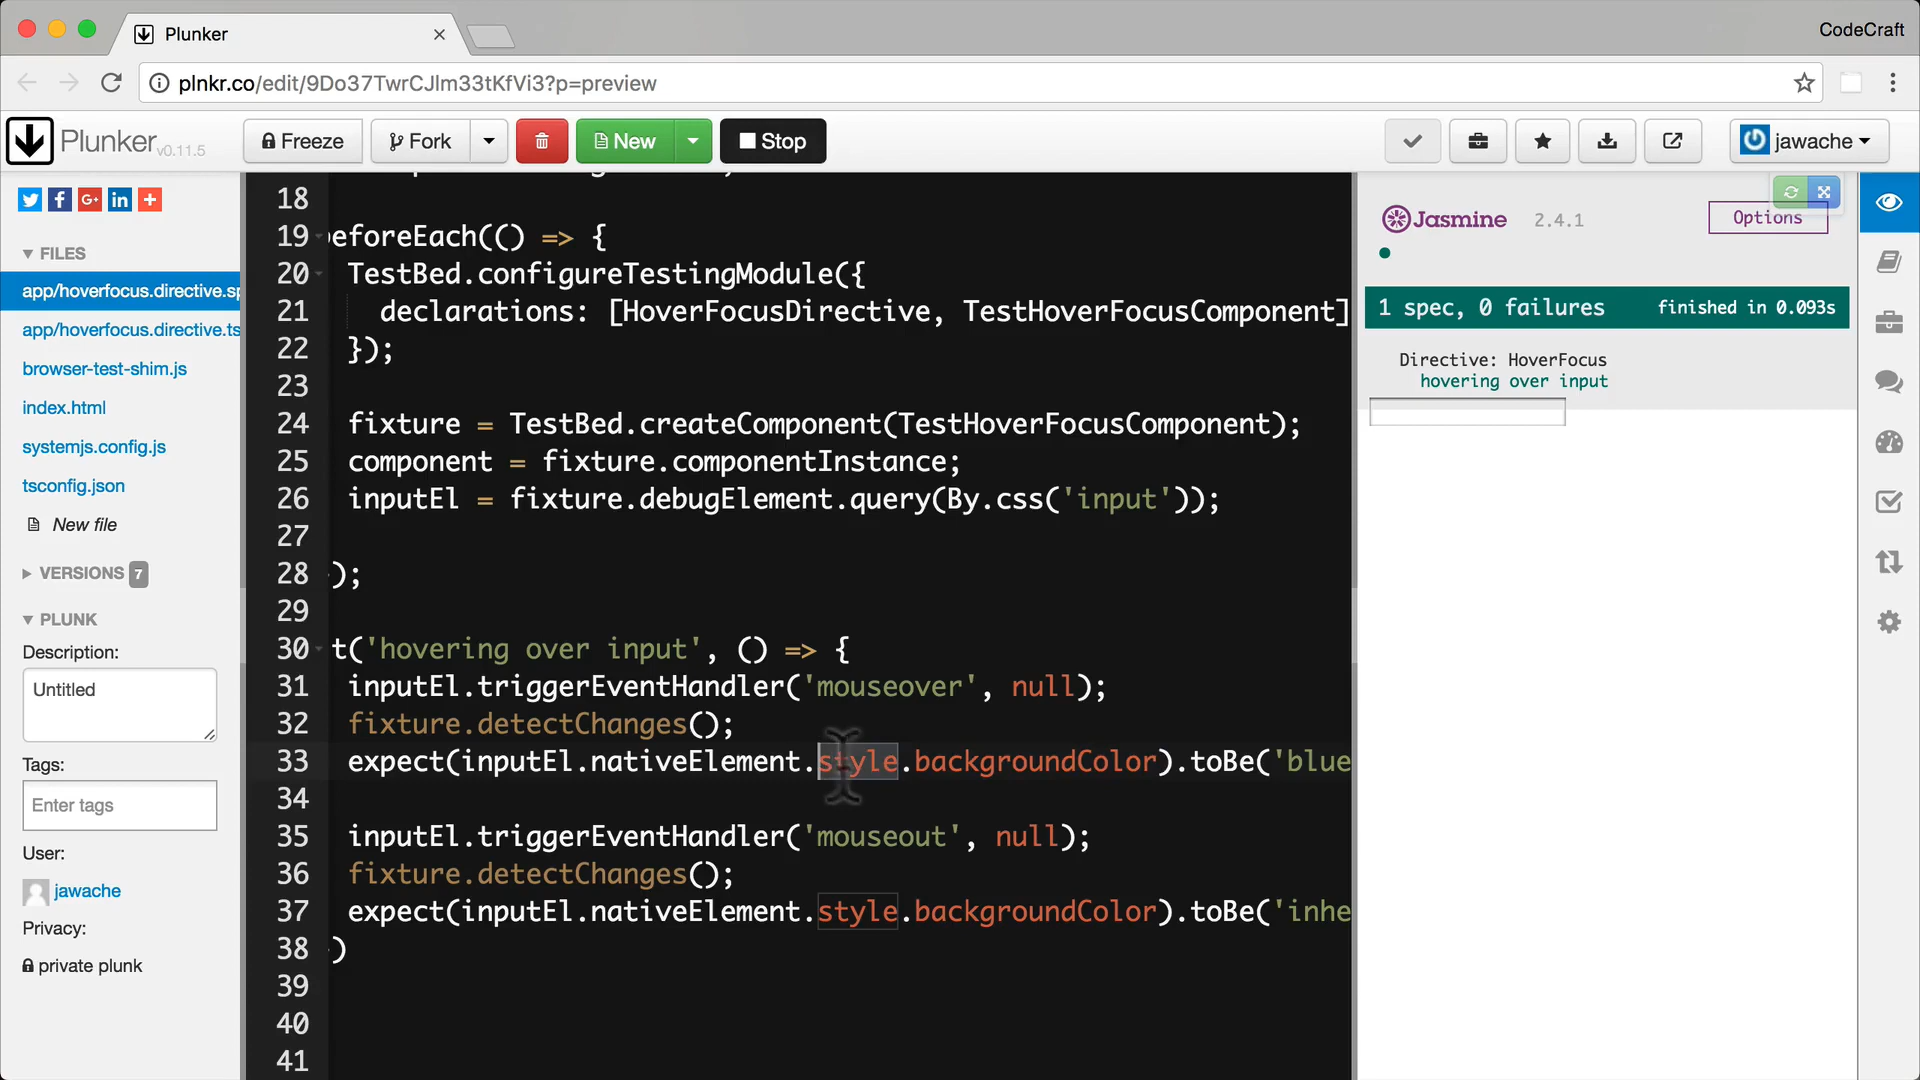 Plunker
CodeCraft
plnkr.co/edit/9Do37TwrCJlm33tKfVi3?p=preview
Plunker v0.11.5
Freeze
Fork
New
Stop
jawache
FILES
app/hoverfocus.directive.sp
app/hoverfocus.directive.ts
browser-test-shim.js
index.html
systemjs.config.js
tsconfig.json
New file
VERSIONS 7
PLUNK
Description:
Untitled
Tags:
Enter tags
User:
jawache
Privacy:
private plunk
18
19 eforeEach(() => {
20 TestBed.configureTestingModule({
21 declarations: [HoverFocusDirective, TestHoverFocusComponent]
22 });
23
24 fixture = TestBed.createComponent(TestHoverFocusComponent);
25 component = fixture.componentInstance;
26 inputEl = fixture.debugElement.query(By.css('input'));
27
28 );
29
30 t('hovering over input', () => {
31 inputEl.triggerEventHandler('mouseover', null);
32 fixture.detectChanges();
33 expect(inputEl.nativeElement.style.backgroundColor).toBe('blue
34
35 inputEl.triggerEventHandler('mouseout', null);
36 fixture.detectChanges();
37 expect(inputEl.nativeElement.style.backgroundColor).toBe('inhe
38 )
39
40
41
Jasmine 2.4.1
Options
1 spec, 0 failures finished in 0.093s
Directive: HoverFocus
hovering over input